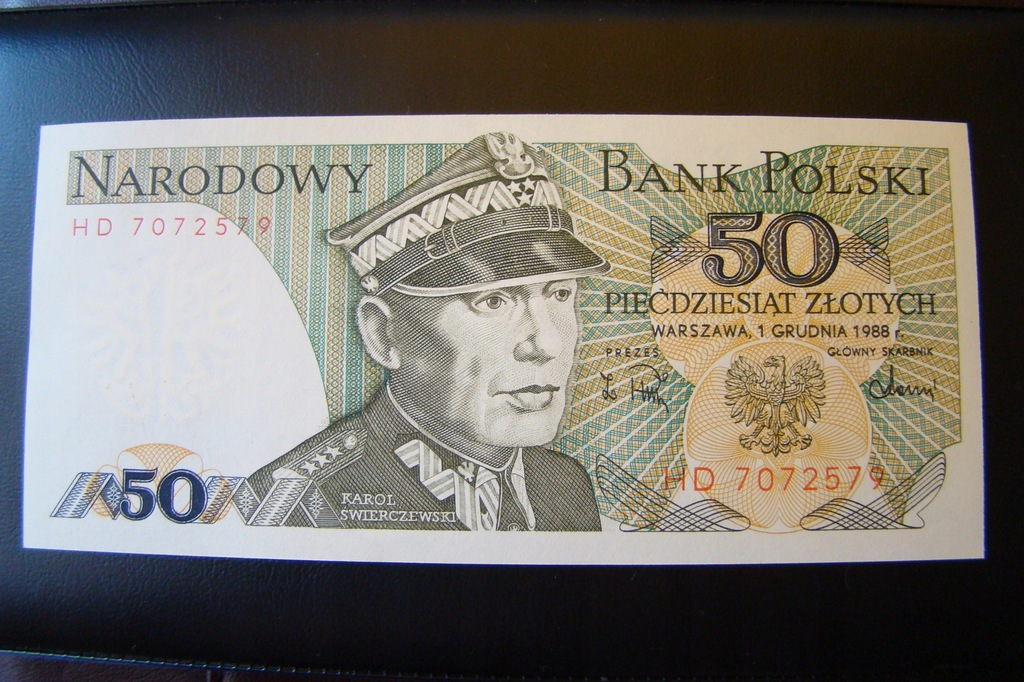 NARODOWY BANK POLSKI
HD 7072579
50
PIĘĆDZIESIĄT ZŁOTYCH
WARSZAWA, 1 GRUDNIA 1988 r.
PREZES GŁÓWNY SKARBNIK
HD 7072579
50
KAROL
ŚWIERCZEWSKI